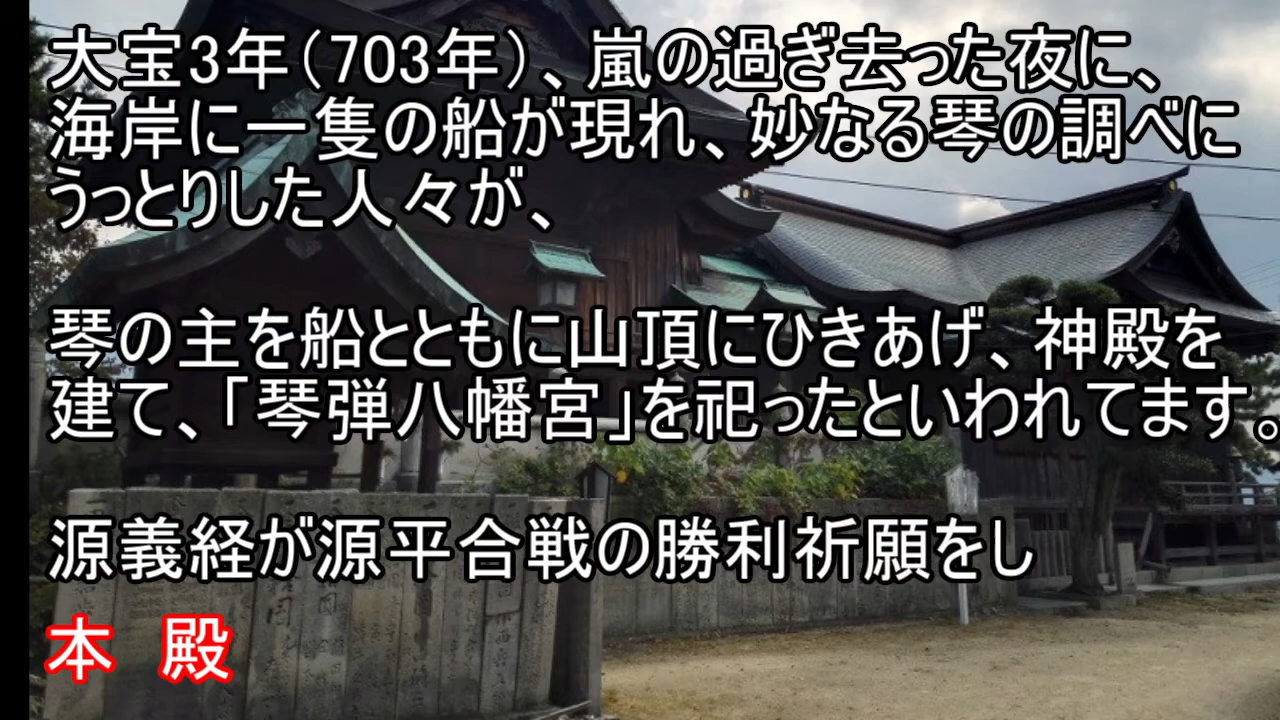 大宝3年（703年）、嵐の過ぎ去った夜に、
海岸に一隻の船が現れ、妙なる琴の調べに
うっとりした人々が、
琴の主を船とともに山頂にひきあげ、神殿を
建て、「琴弾八幡宮」を祀ったといわれてます。
源義経が源平合戦の勝利祈願をし
本　殿